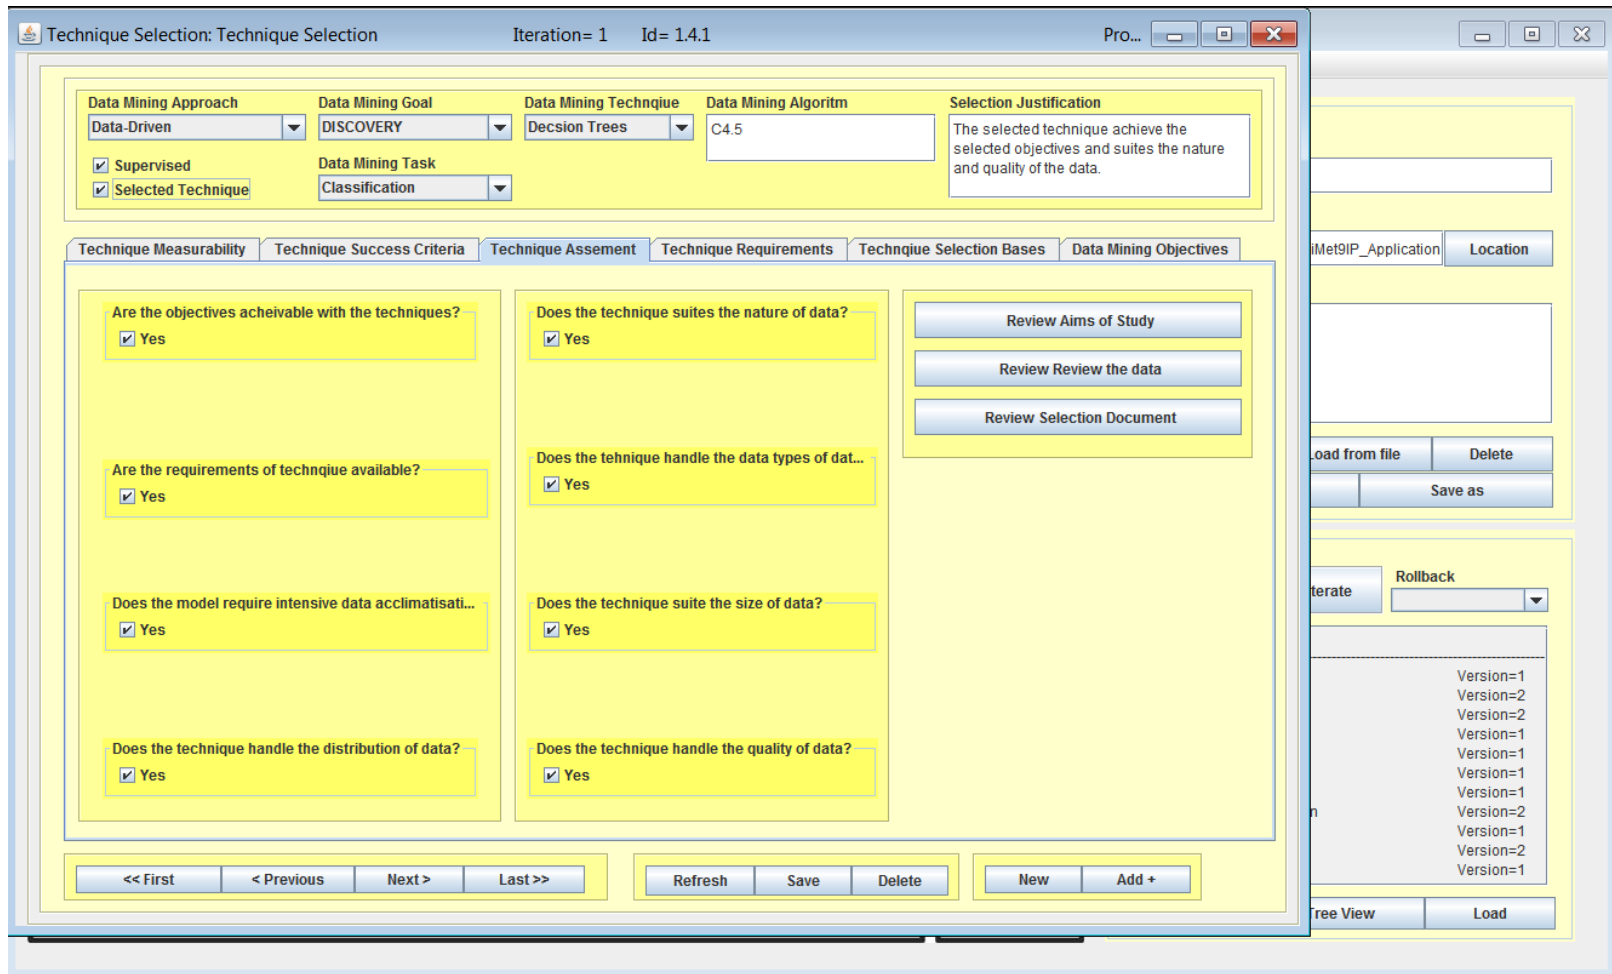 Technique Selection: Technique Selection Iteration= 1 Id= 1.4.1 Pro...
Data Mining Approach Data Mining Goal Data Mining Technqiue Data Mining Algoritm Selection Justification
Data-Driven DISCOVERY Decsion Trees C4.5 The selected technique achieve the
selected objectives and suites the nature
and quality of the data.
Supervised Data Mining Task
Selected Technique Classification
Technique Measurability Technique Success Criteria Technique Assement Technique Requirements Technqiue Selection Bases Data Mining Objectives
Are the objectives acheivable with the techniques?
Yes
Are the requirements of technqiue available?
Yes
Does the model require intensive data acclimatisati...
Yes
Does the technique handle the distribution of data?
Yes
Does the technique suites the nature of data?
Yes
Does the tehnique handle the data types of dat...
Yes
Does the technique suite the size of data?
Yes
Does the technique handle the quality of data?
Yes
Review Aims of Study
Review Review the data
Review Selection Document
<< First < Previous Next > Last >> Refresh Save Delete New Add +
iMet9IP_Application Location
Load from file Delete
Save as
Rollback
terate
Version=1
Version=2
Version=2
Version=1
Version=1
Version=1
Version=1
n Version=2
Version=1
Version=2
Version=1
Tree View Load